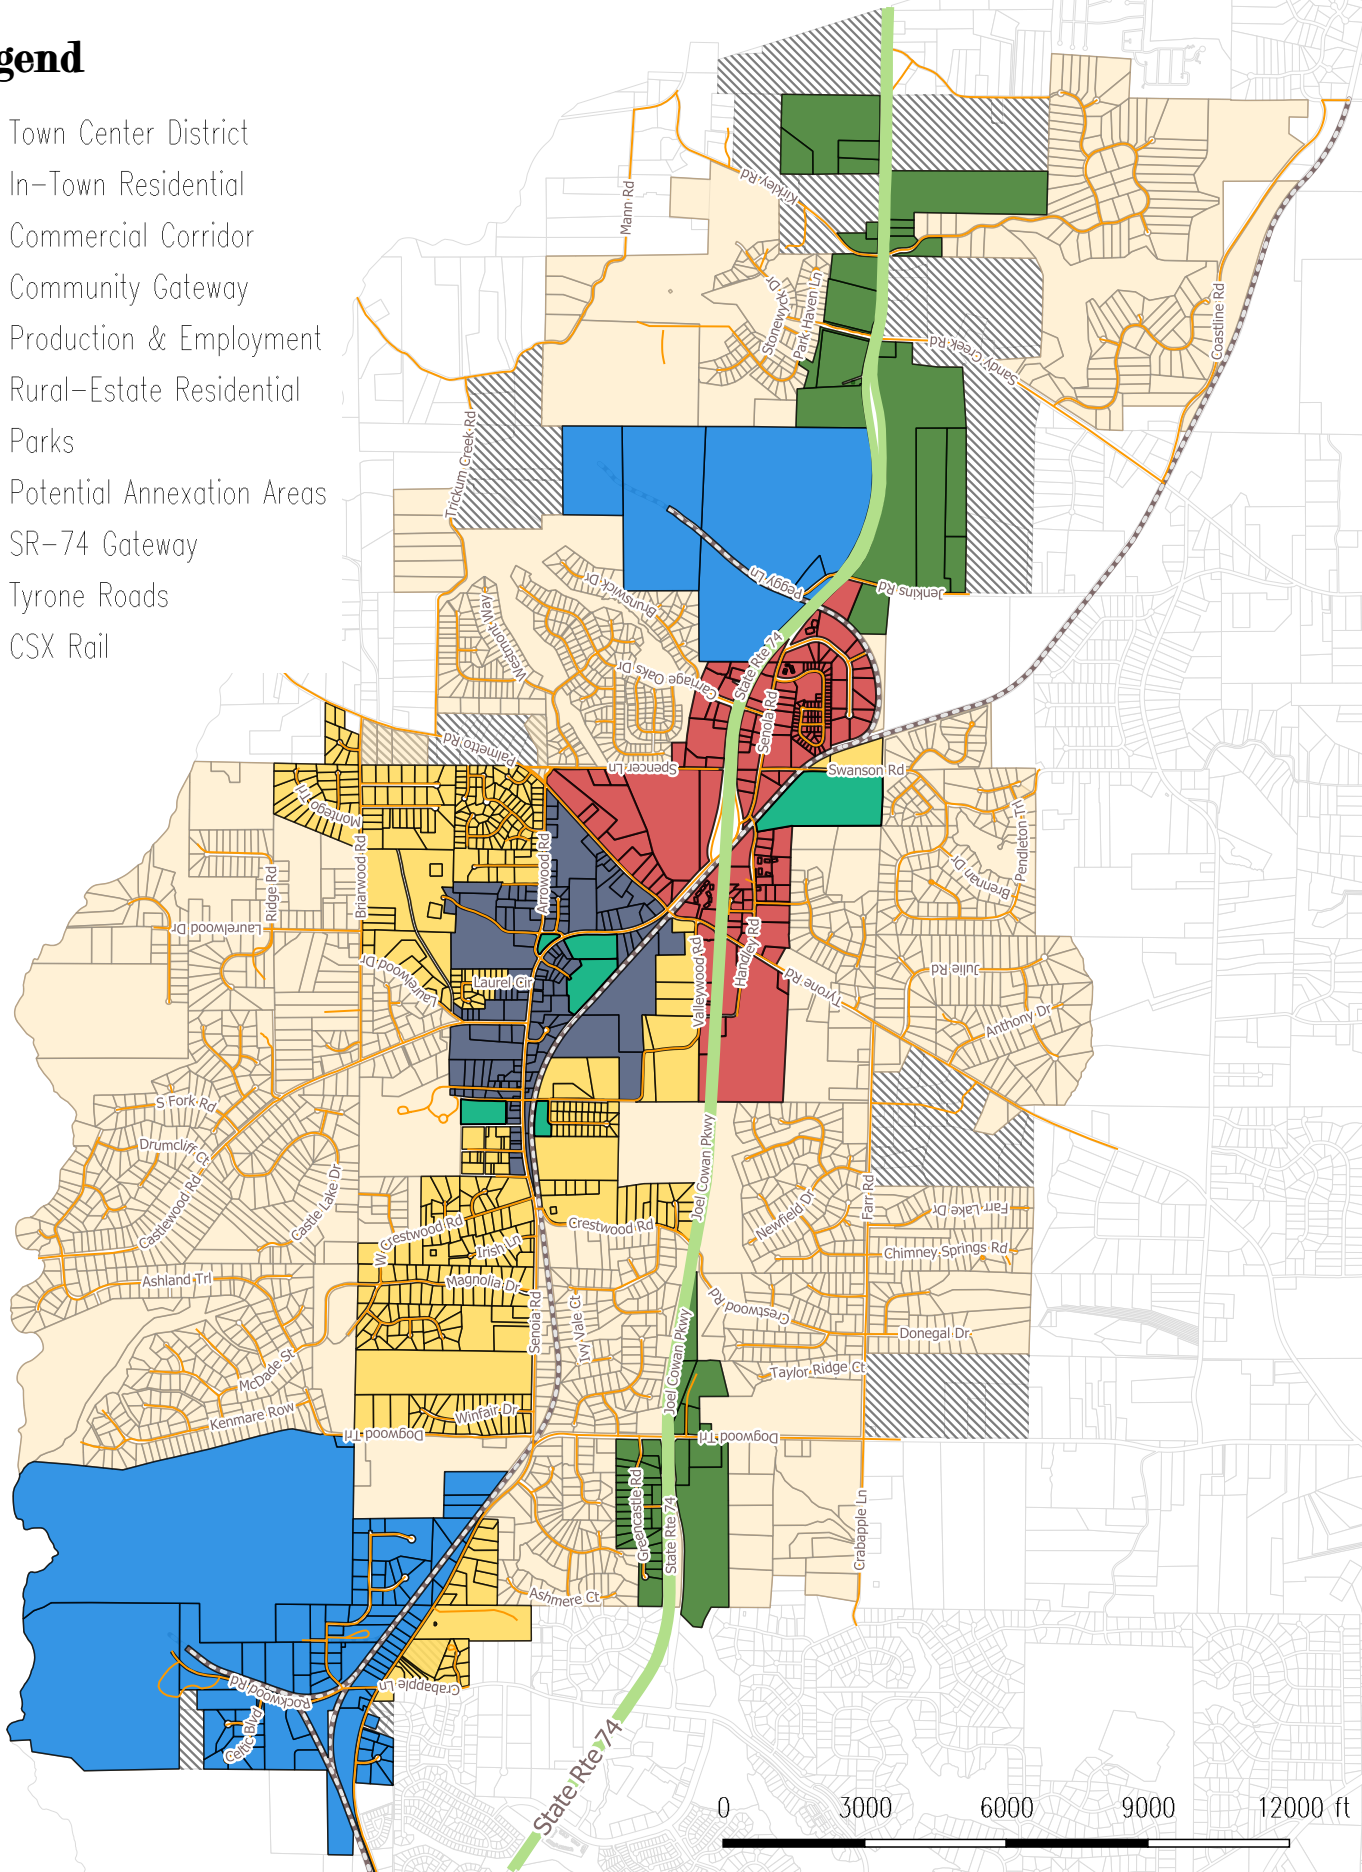 gend
Town Center District
In-Town Residential
Commercial Corridor
Community Gateway
Production & Employment
Rural-Estate Residential
Parks
Potential Annexation Areas
SR-74 Gateway
Tyrone Roads
CSX Rail
Mann Rd
Kirkley Rd
Stonewyck Dr
Park Haven Ln
Sandy Creek Rd
Coastline Rd
Trickum Creek Rd
Peggy Ln
Jenkins Rd
Brunswick Dr
Westmont Way
Carriage Oaks Dr
State Rte 74
Senoia Rd
Palmetto Rd
Spencer Ln
Swanson Rd
Montego Trl
Briarwood Rd
Arrowood Rd
Pendleton Trl
Brennan Dr
Ridge Rd
Laurelwood Dr
Laurelwood Dr
Laurel Cir
Valleywood Rd
Handley Rd
Tyrone Rd
Julie Rd
Anthony Dr
S Fork Rd
Drumcliff Ct
Castlewood Rd
Castle Lake Dr
Joel Cowan Pkwy
Farr Rd
Newfield Dr
Farr Lake Dr
Chimney Springs Rd
W Crestwood Rd
Irish Ln
Crestwood Rd
Ashland Trl
Magnolia Dr
Senoia Rd
Ivy Vale Ct
Crestwood Rd
Donegal Dr
Joel Cowan Pkwy
Taylor Ridge Ct
McDade St
Kenmare Row
Winfair Dr
Dogwood Trl
Dogwood Trl
Greencastle Rd
State Rte 74
Crabapple Ln
Ashmere Ct
Rockwood Rd
Crabapple Ln
Celtic Blvd
State Rte 74
0 3000 6000 9000 12000 ft